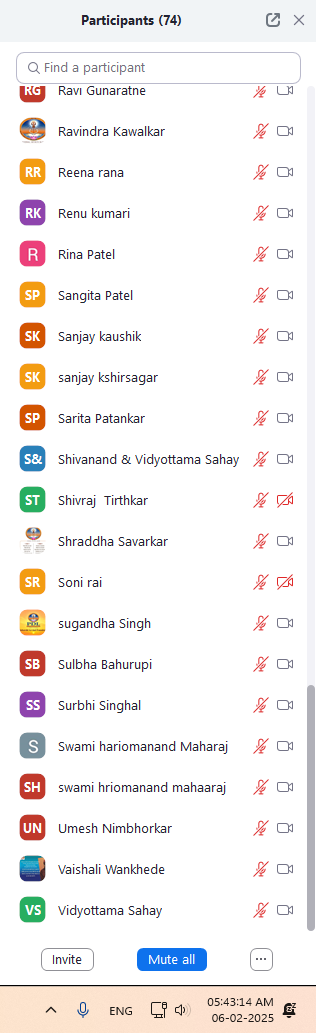 Participants (74)
Find a participant
RG Ravi Gunaratne
Ravindra Kawalkar
RR Reena rana
RK Renu kumari
R Rina Patel
SP Sangita Patel
SK Sanjay kaushik
SK sanjay kshirsagar
SP Sarita Patankar
S& Shivanand & Vidyottama Sahay
ST Shivraj Tirthkar
Shraddha Savarkar
SR Soni rai
sugandha Singh
SB Sulbha Bahurupi
SS Surbhi Singhal
S Swami hariomanand Maharaj
SH swami hriomanand mahaaraj
UN Umesh Nimbhorkar
Vaishali Wankhede
VS Vidyottama Sahay
Invite Mute all ...
ENG 05:43:14 AM
06-02-2025